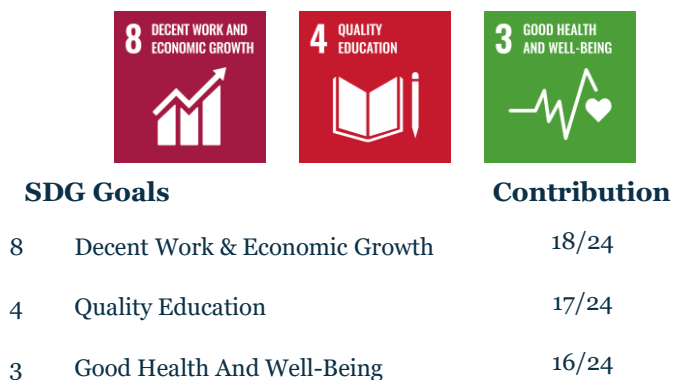 8 DECENT WORK AND
ECONOMIC GROWTH
4 QUALITY
EDUCATION
3 GOOD HEALTH
AND WELL-BEING
SDG Goals Contribution
8 Decent Work & Economic Growth 18/24
4 Quality Education 17/24
3 Good Health And Well-Being 16/24